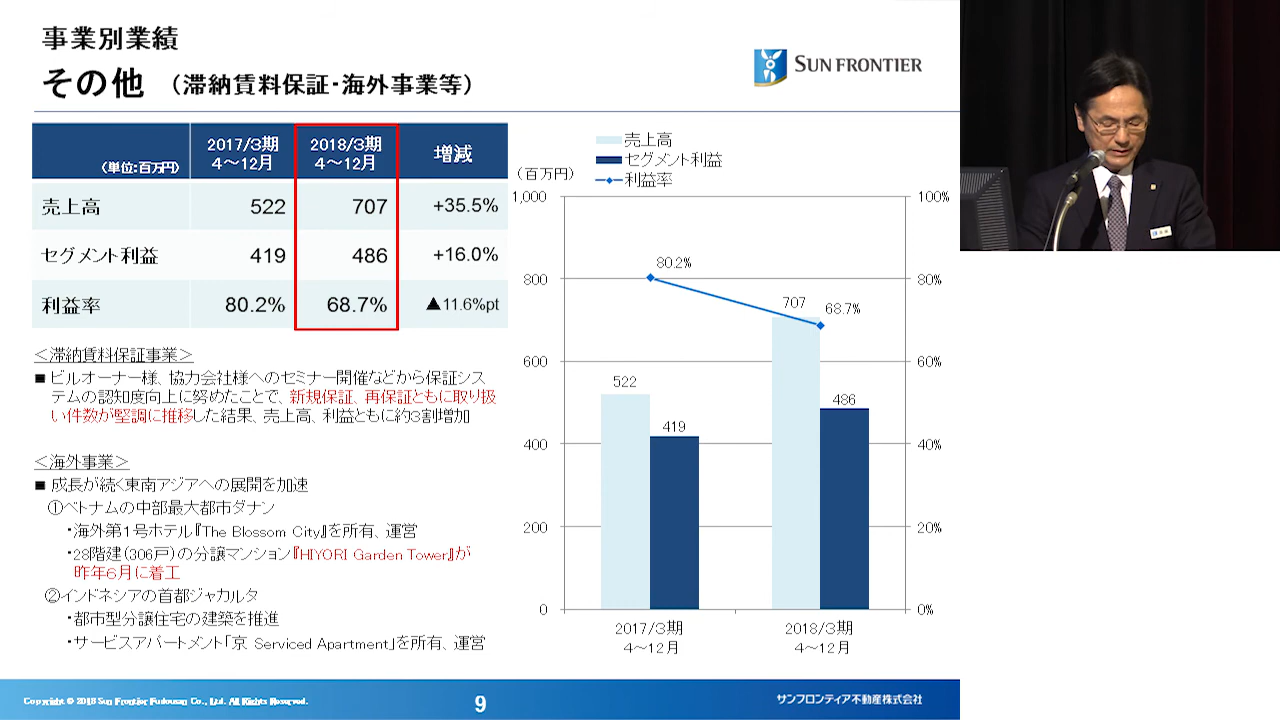 事業別業績
その他 （滞納賃料保証・海外事業等）
SUN FRONTIER
（単位：百万円） 2017/3期 4～12月 2018/3期 4～12月 増減
売上高 522 707 +35.5%
セグメント利益 419 486 +16.0%
利益率 80.2% 68.7% ▲11.6%pt
＜滞納賃料保証事業＞
■ ビルオーナー様、協力会社様へのセミナー開催などから保証シス
テムの認知度向上に努めたことで、新規保証、再保証ともに取り扱
い件数が堅調に推移した結果、売上高、利益ともに約3割増加
＜海外事業＞
■ 成長が続く東南アジアへの展開を加速
①ベトナムの中部最大都市ダナン
・海外第1号ホテル『The Blossom City』を所有、運営
・28階建（306戸）の分譲マンション『HIYORI Garden Tower』が
昨年6月に着工
②インドネシアの首都ジャカルタ
・都市型分譲住宅の建築を推進
・サービスアパートメント「京 Serviced Apartment」を所有、運営
売上高
セグメント利益
利益率
（百万円）
1,000 100%
80.2%
800 80%
707 68.7%
600 60%
522
486
419
400 40%
200 20%
0 0%
2017/3期 2018/3期
4～12月 4～12月
Copyright © 2018 Sun Frontier Fudousan Co., Ltd. All Rights Reserved.
9
サンフロンティア不動産株式会社